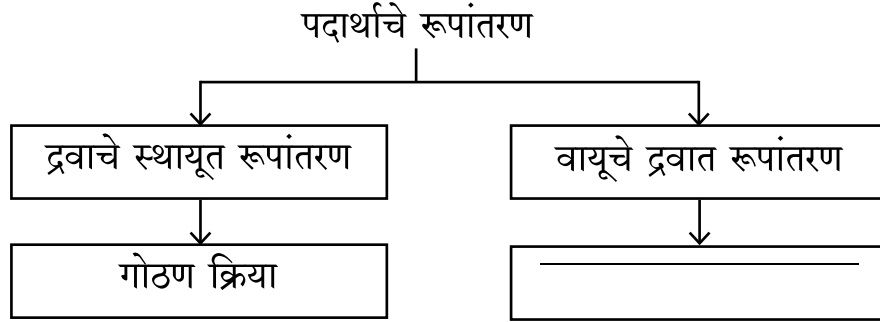 पदार्थाचे रूपांतरण
द्रवाचे स्थायूत रूपांतरण
वायूचे द्रवात रूपांतरण
गोठण क्रिया